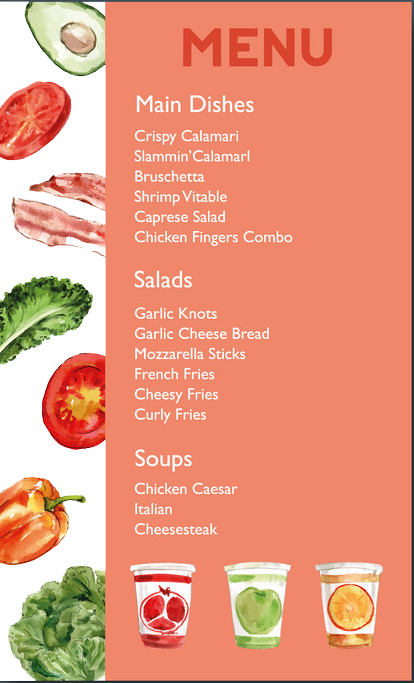 MENU
Main Dishes
Crispy Calamari
Slammin'Calamarl
Bruschetta
Shrimp Vitable
Caprese Salad
Chicken Fingers Combo
Salads
Garlic Knots
Garlic Cheese Bread
Mozzarella Sticks
French Fries
Cheesy Fries
Curly Fries
Soups
Chicken Caesar
Italian
Cheesesteak